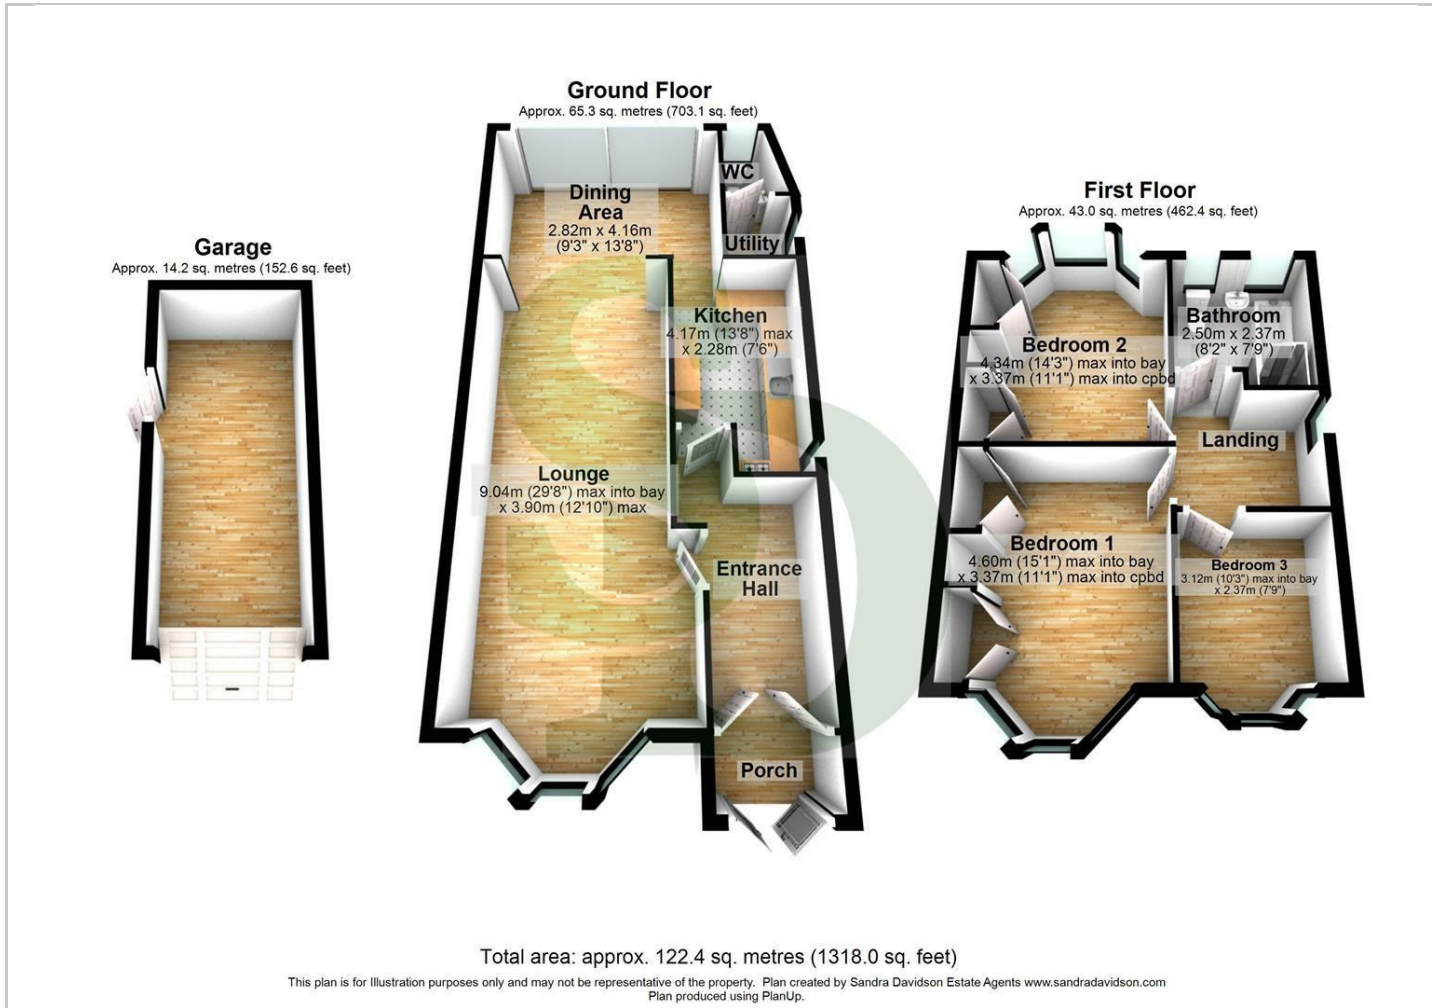 Ground Floor
Approx. 65.3 sq. metres (703.1 sq. feet)
WC
Dining
Area
2.82m x 4.16m
(9'3" x 13'8")
Utility
Kitchen
4.17m (13'8") max
x 2.28m (7'6")
Lounge
9.04m (29'8") max into bay
x 3.90m (12'10") max
Entrance
Hall
Porch
Garage
Approx. 14.2 sq. metres (152.6 sq. feet)
First Floor
Approx. 43.0 sq. metres (462.4 sq. feet)
Bathroom
2.50m x 2.37m
(8'2" x 7'9")
Bedroom 2
4.34m (14'3") max into bay
x 3.37m (11'1") max into cpbd
Landing
Bedroom 1
4.60m (15'1") max into bay
x 3.37m (11'1") max into cpbd
Bedroom 3
3.12m (10'3") max into bay
x 2.37m (7'9")
Total area: approx. 122.4 sq. metres (1318.0 sq. feet)
This plan is for Illustration purposes only and may not be representative of the property. Plan created by Sandra Davidson Estate Agents www.sandradavidson.com
Plan produced using PlanUp.